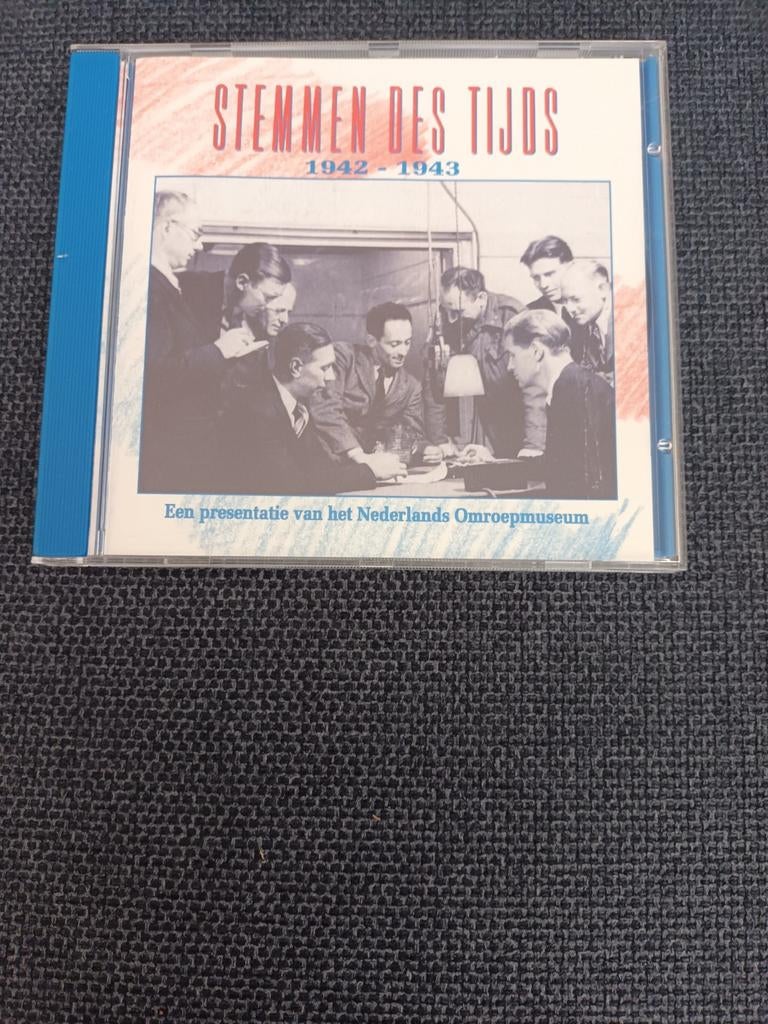 STEMMEN DES TIJDS
1942 - 1943
Een presentatie van het Nederlands Omroepmuseum